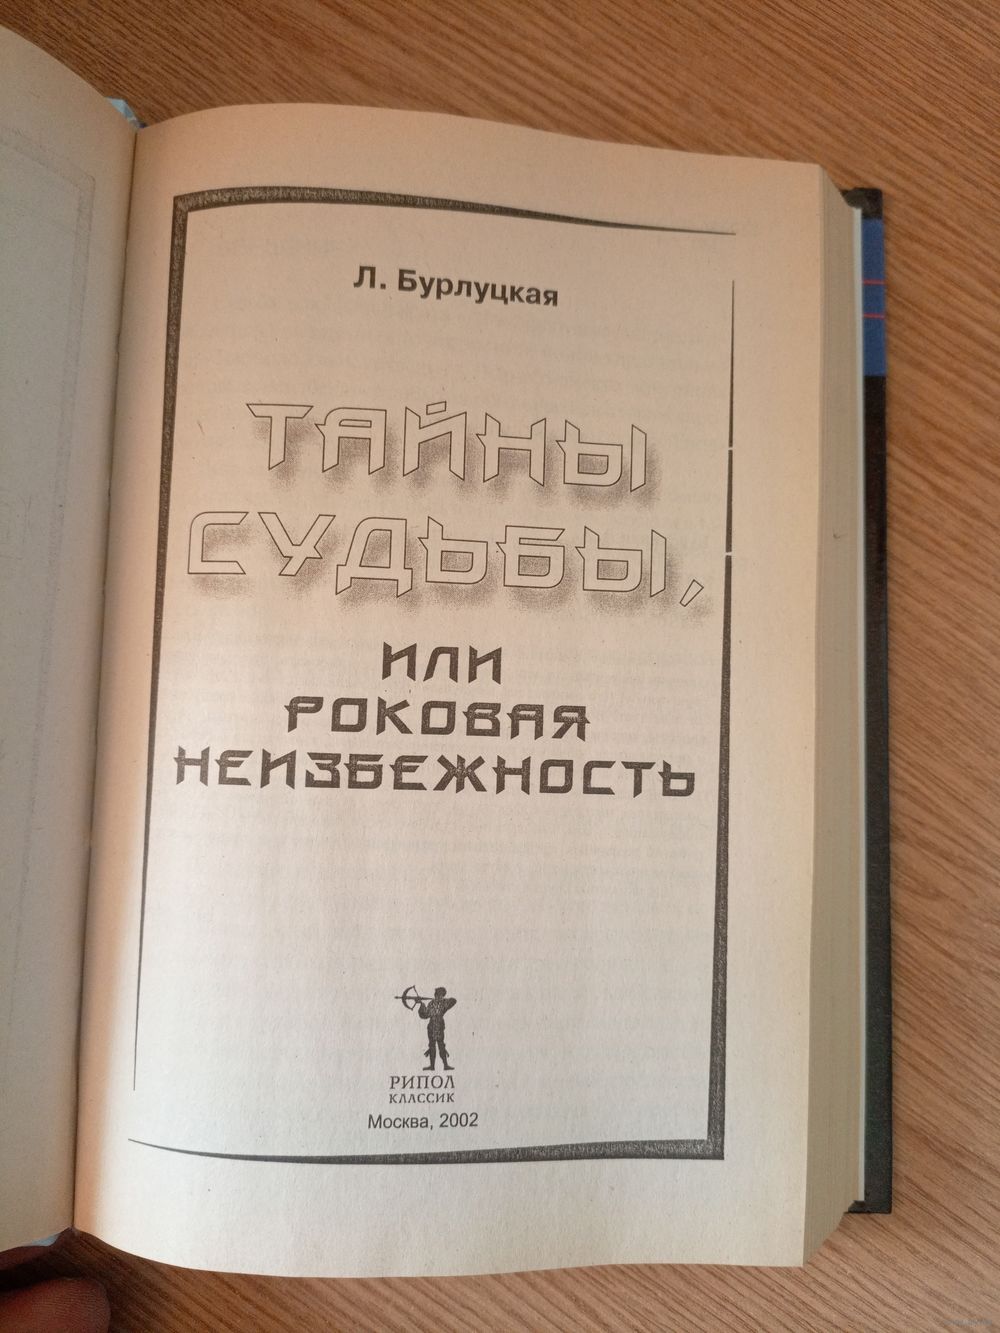 Л. Бурлуцкая
ТАЙНЫ
СУДЬБЫ,
ИЛИ
РОКОВАЯ
НЕИЗБЕЖНОСТЬ
РИПОЛ
КЛАССИК
Москва, 2002